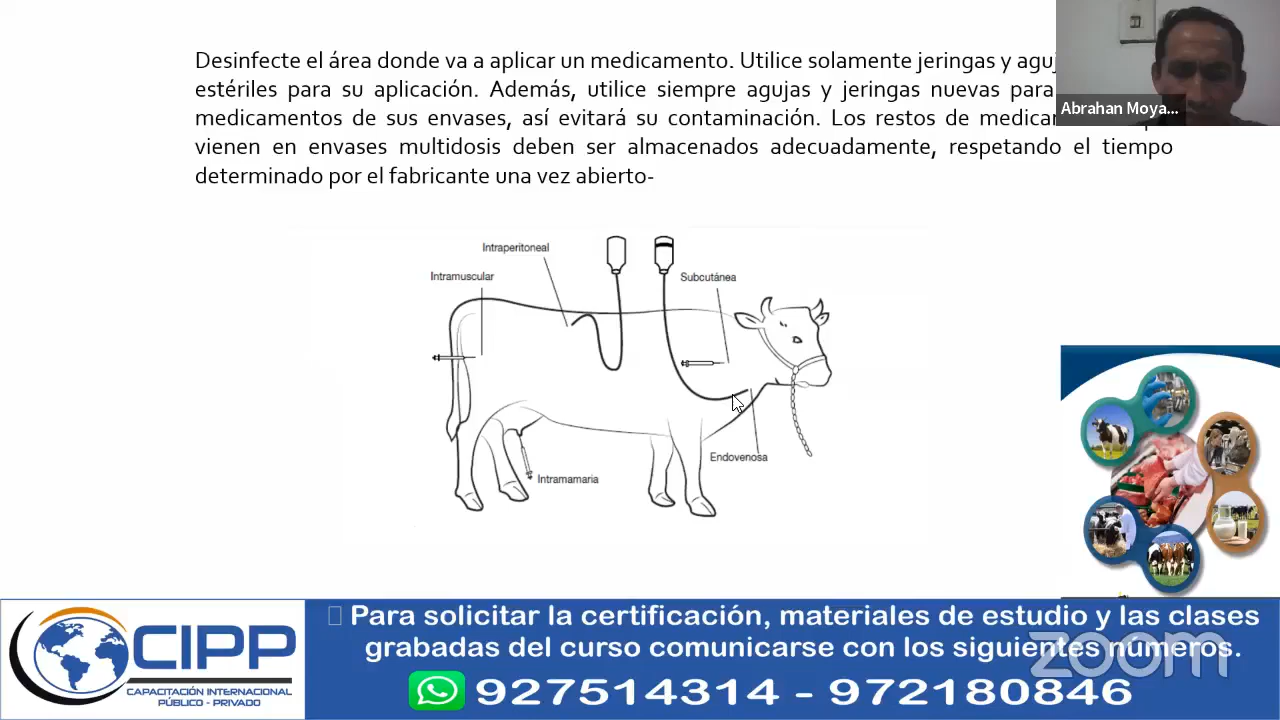 Desinfecte el área donde va a aplicar un medicamento. Utilice solamente jeringas y
estériles para su aplicación. Además, utilice siempre agujas y jeringas nuevas para
medicamentos de sus envases, así evitará su contaminación. Los restos de
vienen en envases multidosis deben ser almacenados adecuadamente, respetando el tiempo
determinado por el fabricante una vez abierto-
Abrahan Moya...
Intraperitoneal
Intramuscular
Subcutánea
Endovenosa
Intramamaria
CIPP
CAPACITACIÓN INTERNACIONAL
PÚBLICO - PRIVADO
Para solicitar la certificación, materiales de estudio y las clases
grabadas del curso comunicarse con los siguientes números.
927514314 - 972180846
zoom